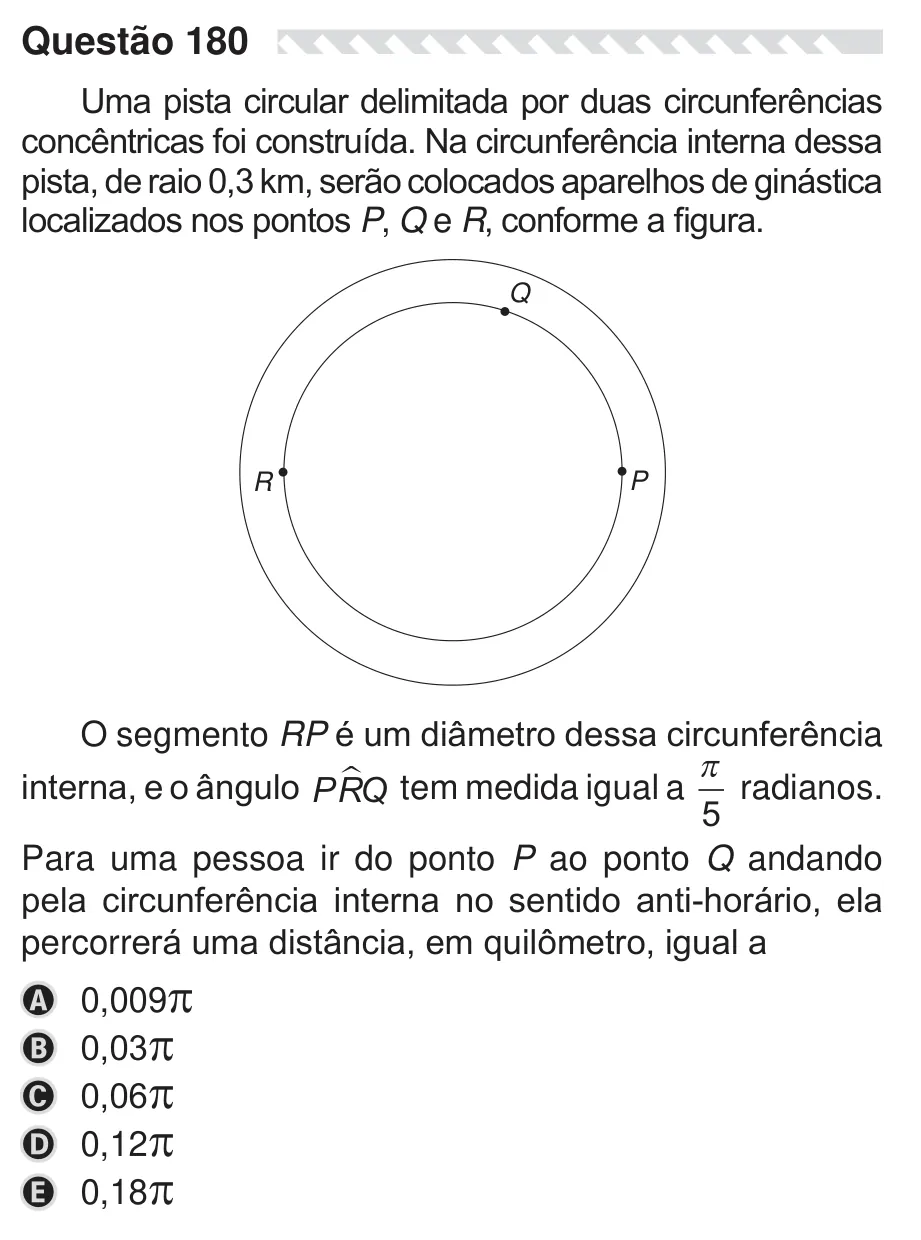 Questão 180
Uma pista circular delimitada por duas circunferências
concêntricas foi construída. Na circunferência interna dessa
pista, de raio 0,3 km, serão colocados aparelhos de ginástica
localizados nos pontos P, Q e R, conforme a figura.
Q
R
P
O segmento RP é um diâmetro dessa circunferência
interna, e o ângulo PR̂Q tem medida igual a π/5 radianos.
Para uma pessoa ir do ponto P ao ponto Q andando
pela circunferência interna no sentido anti-horário, ela
percorrerá uma distância, em quilômetro, igual a
A 0,009π
B 0,03π
C 0,06π
D 0,12π
E 0,18π